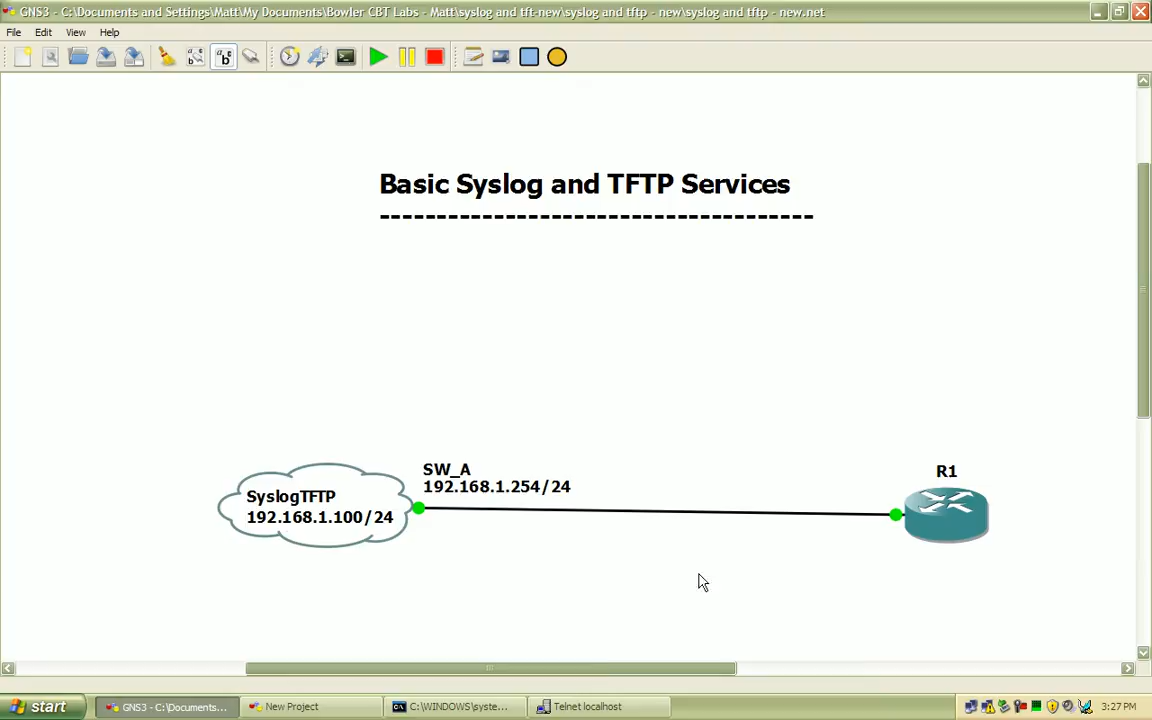 GNS3 - C:\Documents and Settings\Matt\My Documents\Bowler CBT Labs - Matt\syslog and tft-new\syslog and tftp - new\syslog and tftp - new.net
File Edit View Help
Basic Syslog and TFTP Services
-------------------------------------
SW_A
192.168.1.254/24
R1
SyslogTFTP
192.168.1.100/24
start
GNS3 - C:\Documents...
New Project
C:\WINDOWS\syste...
Telnet localhost
3:27 PM